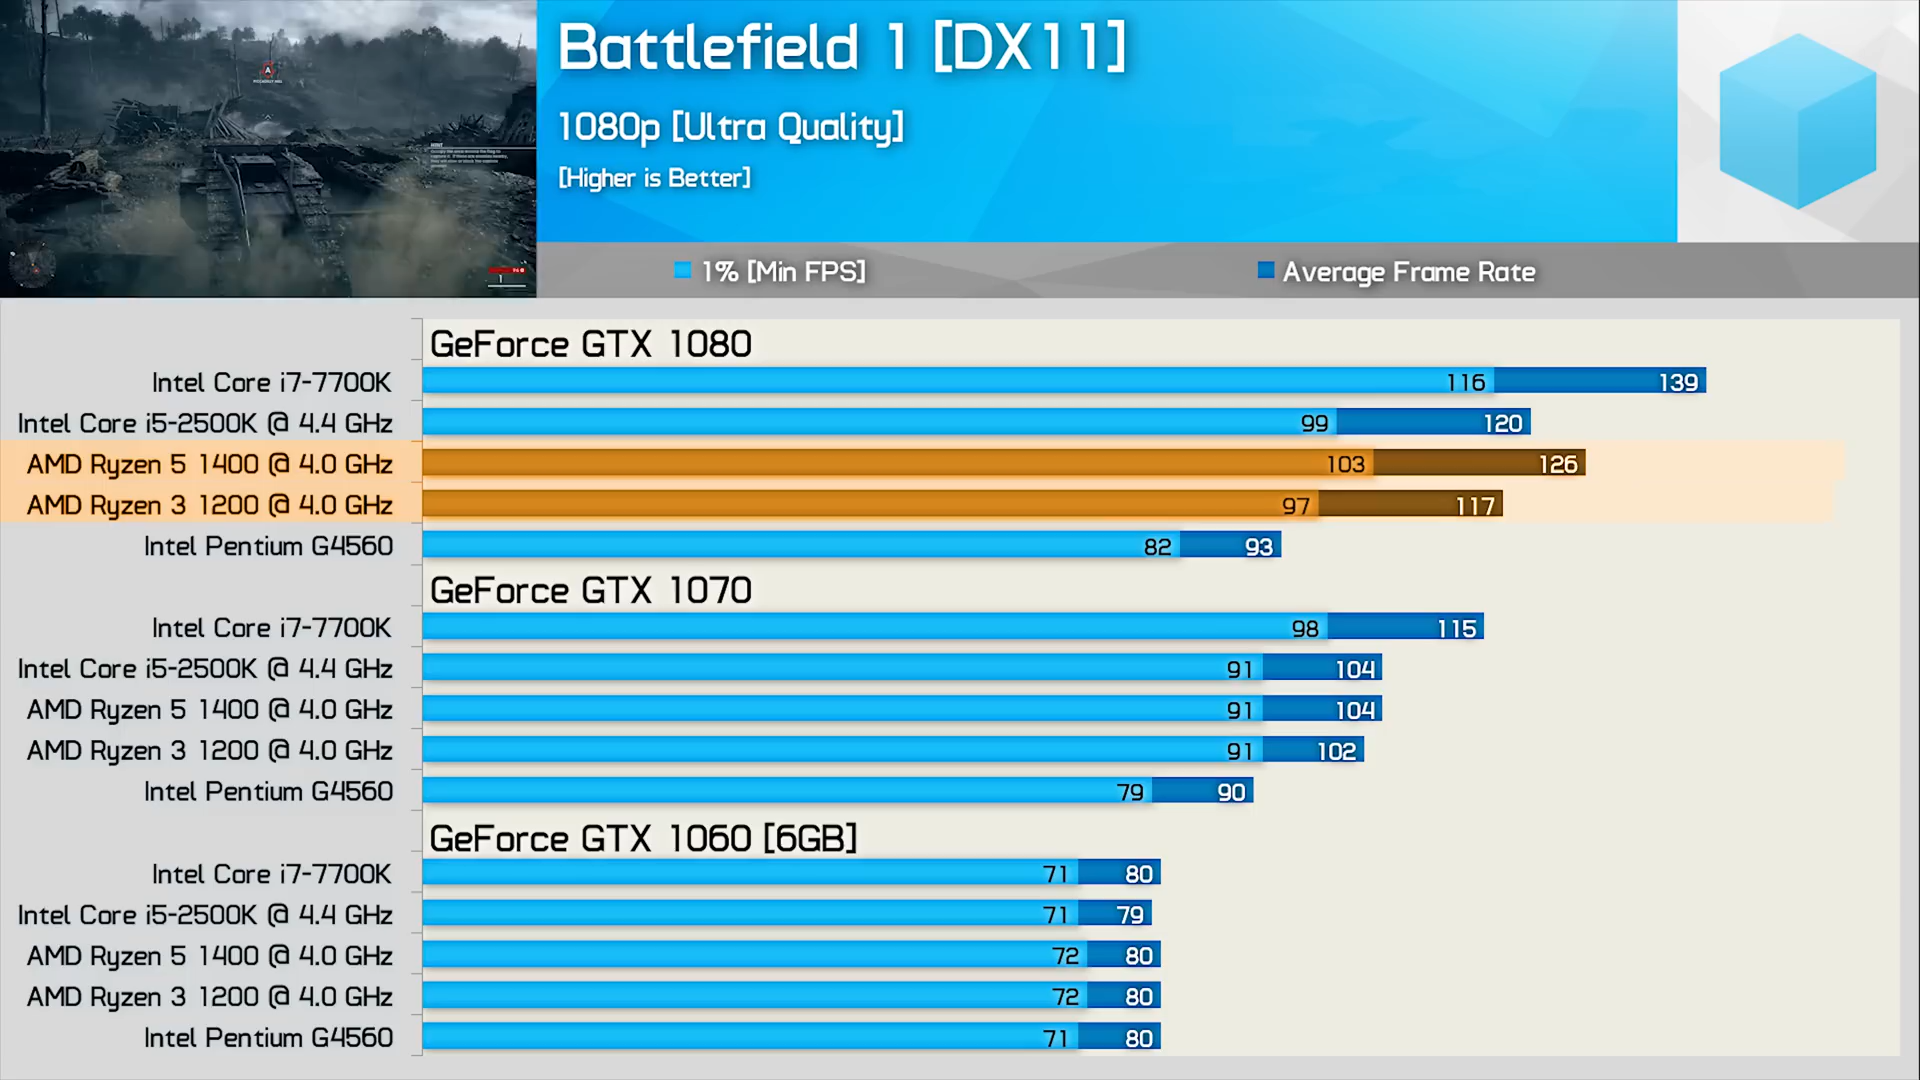 Battlefield 1 [DX11]
1080p [Ultra Quality]
[Higher is Better]
A
HINT
1% [Min FPS]
Average Frame Rate
GeForce GTX 1080
Intel Core i7-7700K 116 139
Intel Core i5-2500K @ 4.4 GHz 99 120
AMD Ryzen 5 1400 @ 4.0 GHz 103 126
AMD Ryzen 3 1200 @ 4.0 GHz 97 117
Intel Pentium G4560 82 93
GeForce GTX 1070
Intel Core i7-7700K 98 115
Intel Core i5-2500K @ 4.4 GHz 91 104
AMD Ryzen 5 1400 @ 4.0 GHz 91 104
AMD Ryzen 3 1200 @ 4.0 GHz 91 102
Intel Pentium G4560 79 90
GeForce GTX 1060 [6GB]
Intel Core i7-7700K 71 80
Intel Core i5-2500K @ 4.4 GHz 71 79
AMD Ryzen 5 1400 @ 4.0 GHz 72 80
AMD Ryzen 3 1200 @ 4.0 GHz 72 80
Intel Pentium G4560 71 80